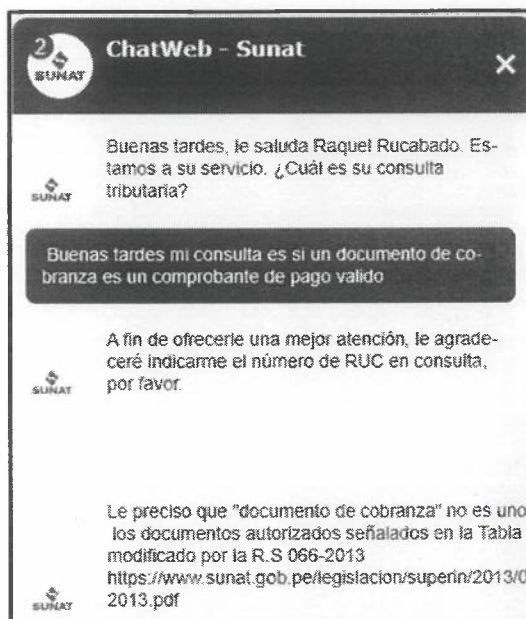 2
SUNAT
ChatWeb - Sunat
×
Buenas tardes, le saluda Raquel Rucabado. Es-
tamos a su servicio. ¿Cuál es su consulta
tributaria?
SUNAT
Buenas tardes mi consulta es si un documento de co-
branza es un comprobante de pago valido
A fin de ofrecerle una mejor atención, le agrade-
ceré indicarme el número de RUC en consulta,
por favor.
SUNAT
Le preciso que "documento de cobranza" no es uno
los documentos autorizados señalados en la Tabla
modificado por la R.S 066-2013
https://www.sunat.gob.pe/legislacion/superin/2013/0
2013.pdf
SUNAT